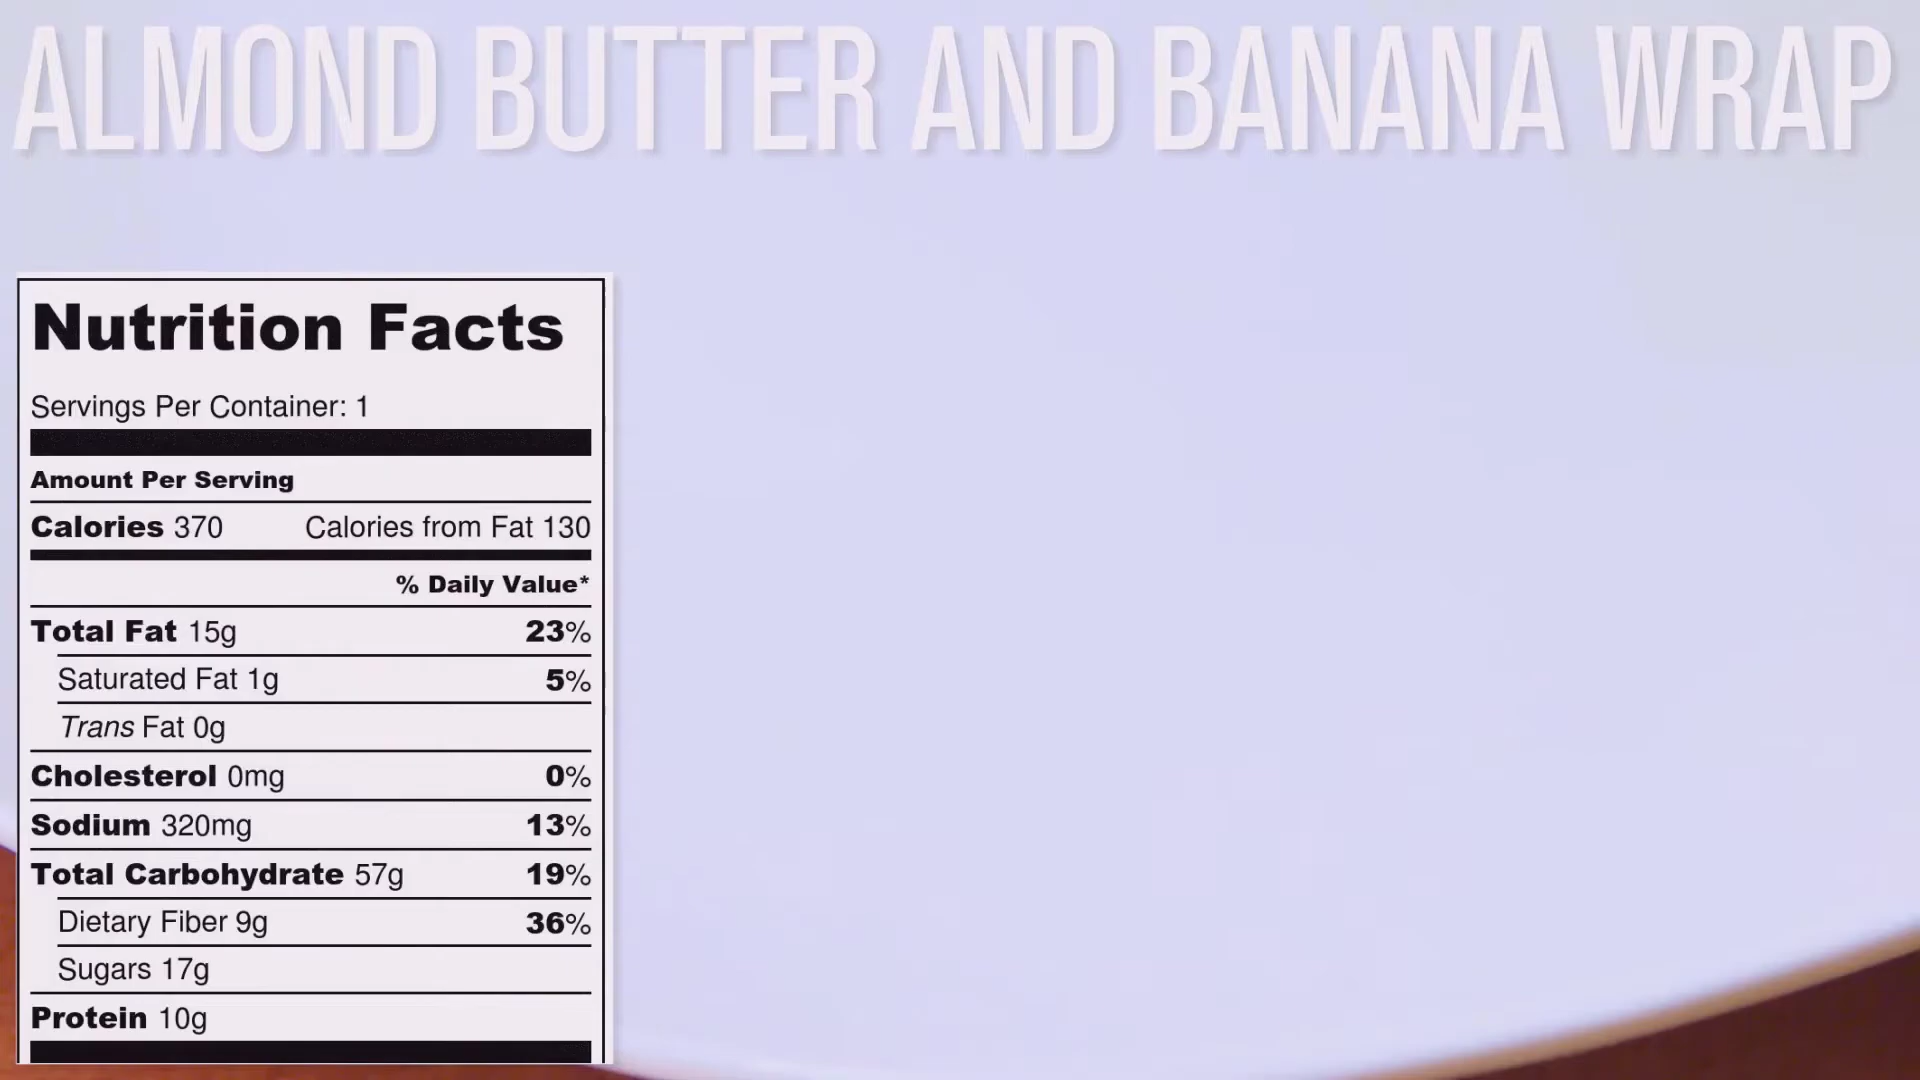 ALMOND BUTTER AND BANANA WRAP
Nutrition Facts
Servings Per Container: 1
Amount Per Serving
Calories 370 Calories from Fat 130
% Daily Value*
Total Fat 15g 23%
Saturated Fat 1g 5%
Trans Fat 0g
Cholesterol 0mg 0%
Sodium 320mg 13%
Total Carbohydrate 57g 19%
Dietary Fiber 9g 36%
Sugars 17g
Protein 10g